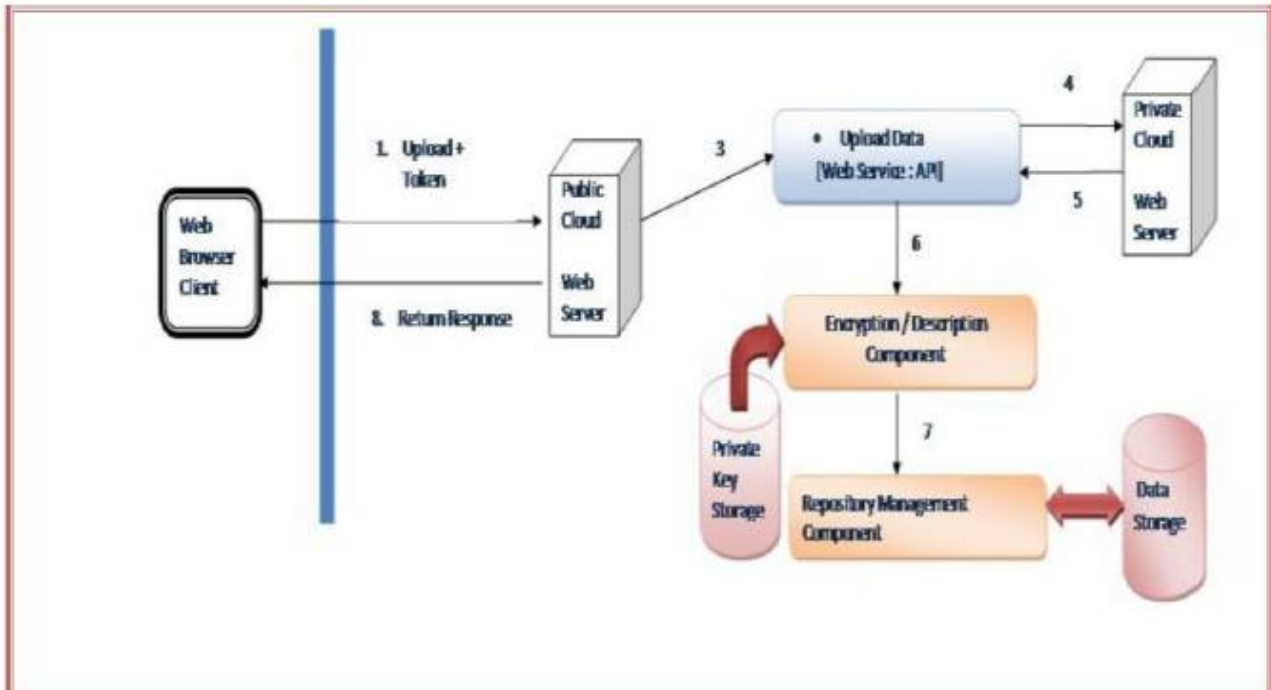 1. Upload +
Token
Web
Browser
Client
8. Return Response
Public
Cloud
Web
Server
3
• Upload Data
[Web Service : API]
4
5
Private
Cloud
Web
Server
6
Encryption / Description
Component
7
Private
Key
Storage
Repository Management
Component
Data
Storage